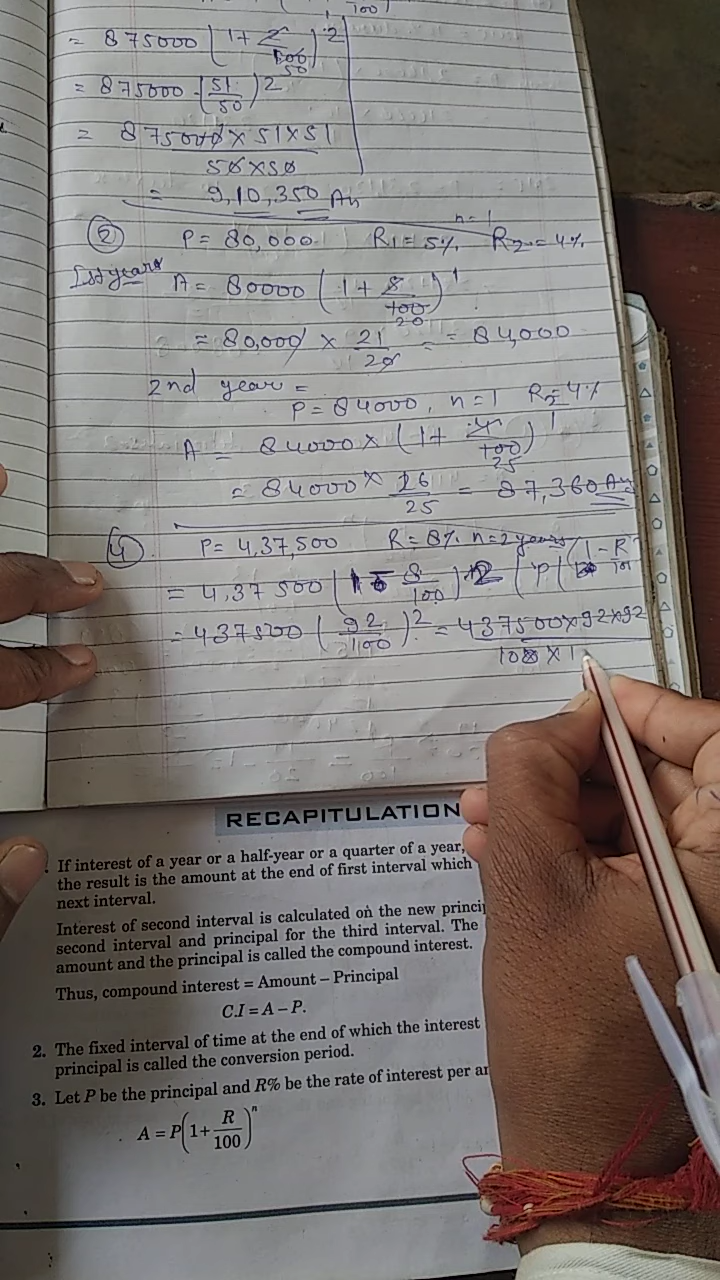 100
= 875000 (1 + 2/100 50)^2
= 875000 (51/50)^2
= 875000 × 51 × 51
50 × 50
= 9,10,350 An
n = 1
② P = 80,000 R1 = 5% R2 = 4%
Ist years A = 80000 (1 + 5/100 20)^1
= 80,000 × 21/20 = 84,000
2nd year =
P = 84000, n = 1 R2 = 4%
A = 84000 × (1 + 4/100 25)^1
= 84000 × 26/25 = 87,360 An
④ P = 4,37,500 R = 8% n = 2 years
= 4,37 500 (1 - 8/100)^2 (P(1 - R/100
= 437500 (92/100)^2 = 437500×92×92
100 × 1
RECAPITULATION
. If interest of a year or a half-year or a quarter of a year,
the result is the amount at the end of first interval which
next interval.
Interest of second interval is calculated on the new
second interval and principal for the third interval. The
amount and the principal is called the compound interest.
Thus, compound interest = Amount – Principal
C.I = A – P.
2. The fixed interval of time at the end of which the interest
principal is called the conversion period.
3. Let P be the principal and R% be the rate of interest per
A = P(1 + R/100)^n